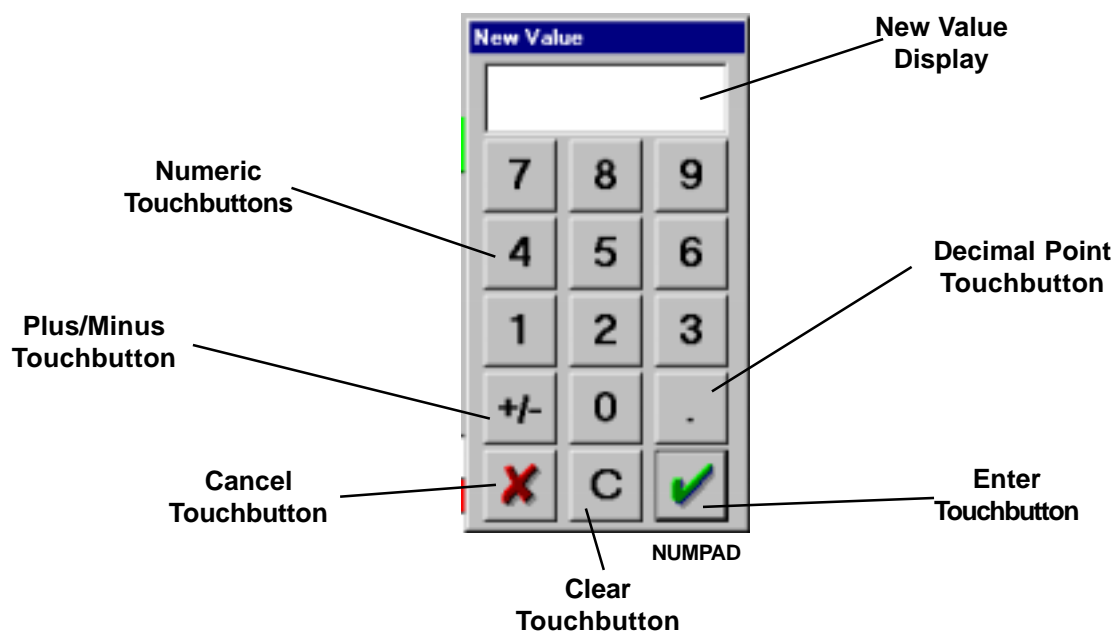 New Value
New Value
Display
7 8 9
Numeric
Touchbuttons
4 5 6
Decimal Point
Touchbutton
1 2 3
Plus/Minus
Touchbutton
+/- 0 .
Cancel
Touchbutton
C
Enter
Touchbutton
NUMPAD
Clear
Touchbutton